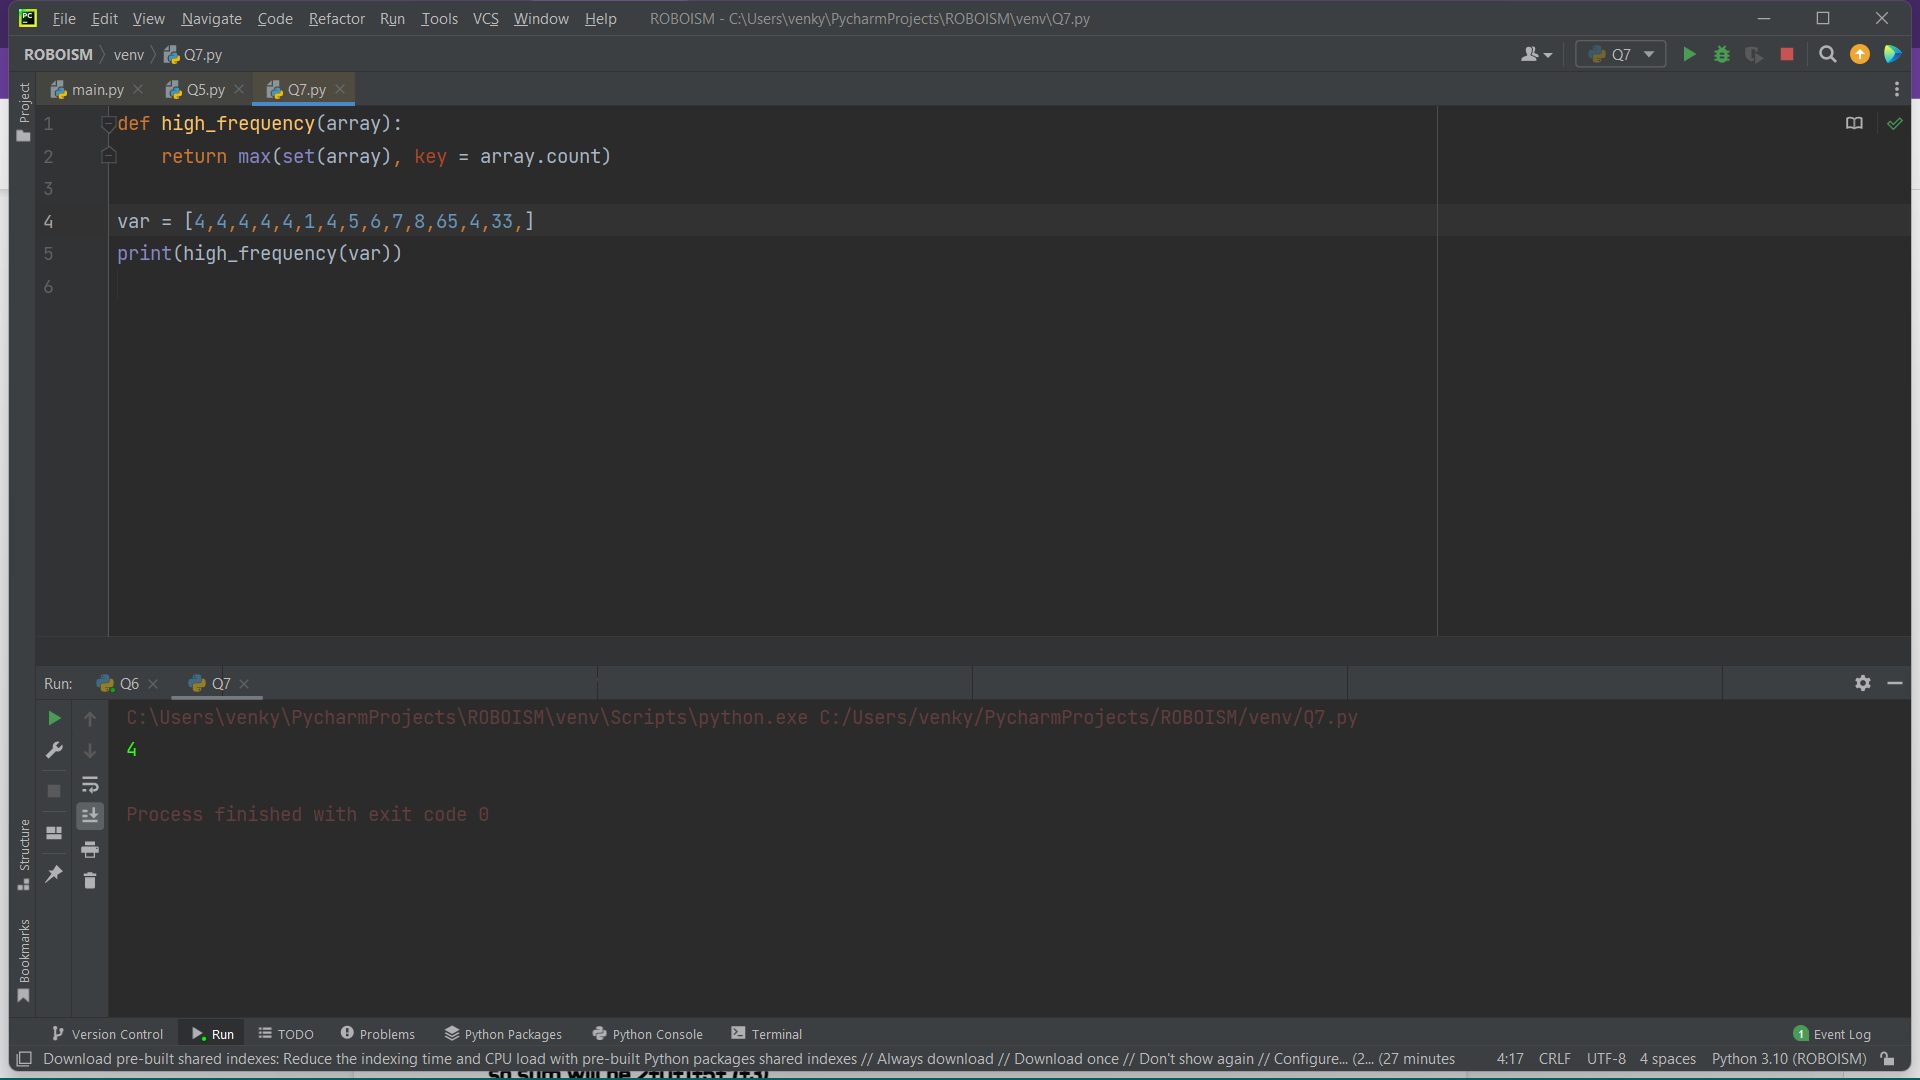 File Edit View Navigate Code Refactor Run Tools VCS Window Help ROBOISM - C:\Users\venky\PycharmProjects\ROBOISM\venv\Q7.py
ROBOISM venv Q7.py Q7
main.py Q5.py Q7.py
Project
1 def high_frequency(array):
2 return max(set(array), key = array.count)
3
4 var = [4,4,4,4,4,1,4,5,6,7,8,65,4,33,]
5 print(high_frequency(var))
6
Run: Q6 Q7
C:\Users\venky\PycharmProjects\ROBOISM\venv\Scripts\python.exe C:/Users/venky/PycharmProjects/ROBOISM/venv/Q7.py
4
Process finished with exit code 0
Structure
Bookmarks
Version Control Run TODO Problems Python Packages Python Console Terminal 1 Event Log
Download pre-built shared indexes: Reduce the indexing time and CPU load with pre-built Python packages shared indexes // Always download // Download once // Don't show again // Configure... (2... (27 minutes 4:17 CRLF UTF-8 4 spaces Python 3.10 (ROBOISM)
so sum will be